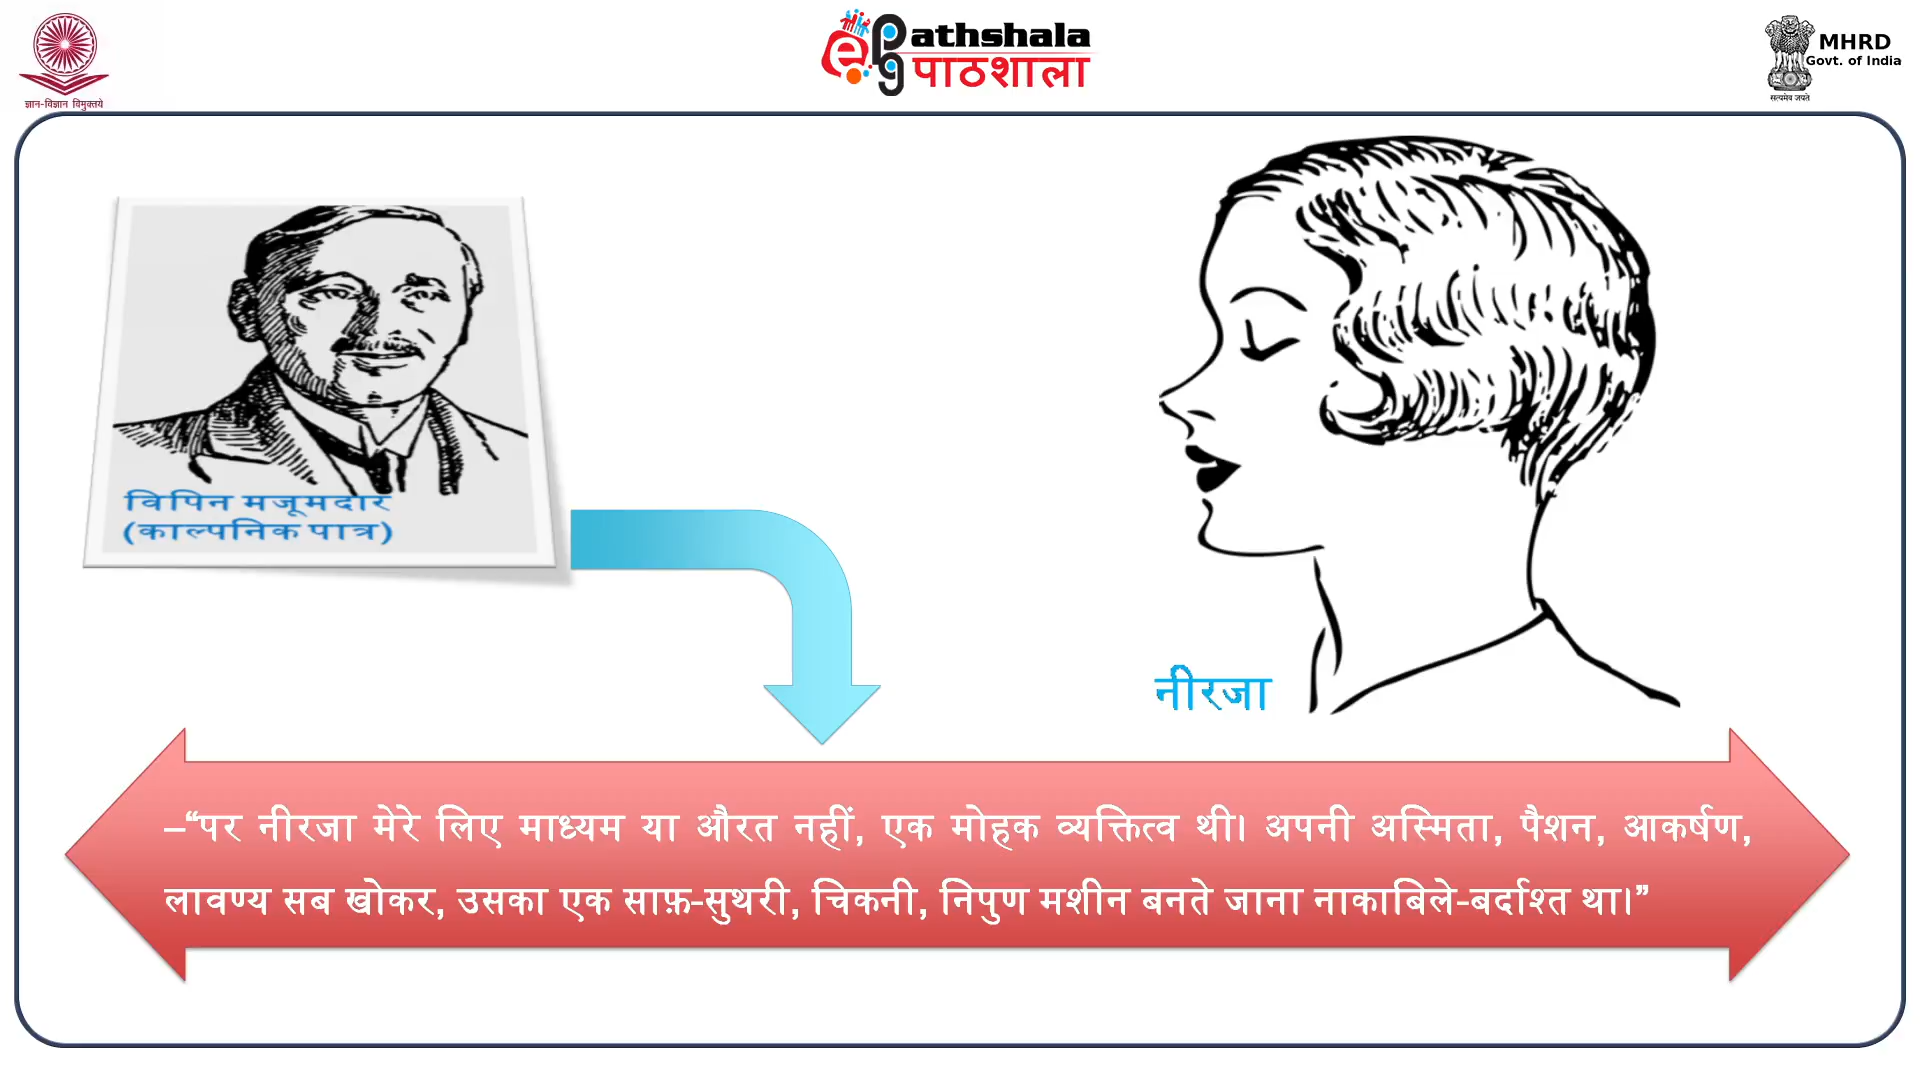 ज्ञान-विज्ञान विमुक्तये
ePathshala
पाठशाला
MHRD
Govt. of India
सत्यमेव जयते
विपिन मजूमदार
(काल्पनिक पात्र)
नीरजा
–“पर नीरजा मेरे लिए माध्यम या औरत नहीं, एक मोहक व्यक्तित्व थी। अपनी अस्मिता, पैशन, आकर्षण,
लावण्य सब खोकर, उसका एक साफ़-सुथरी, चिकनी, निपुण मशीन बनते जाना नाकाबिले-बर्दाश्त था।”